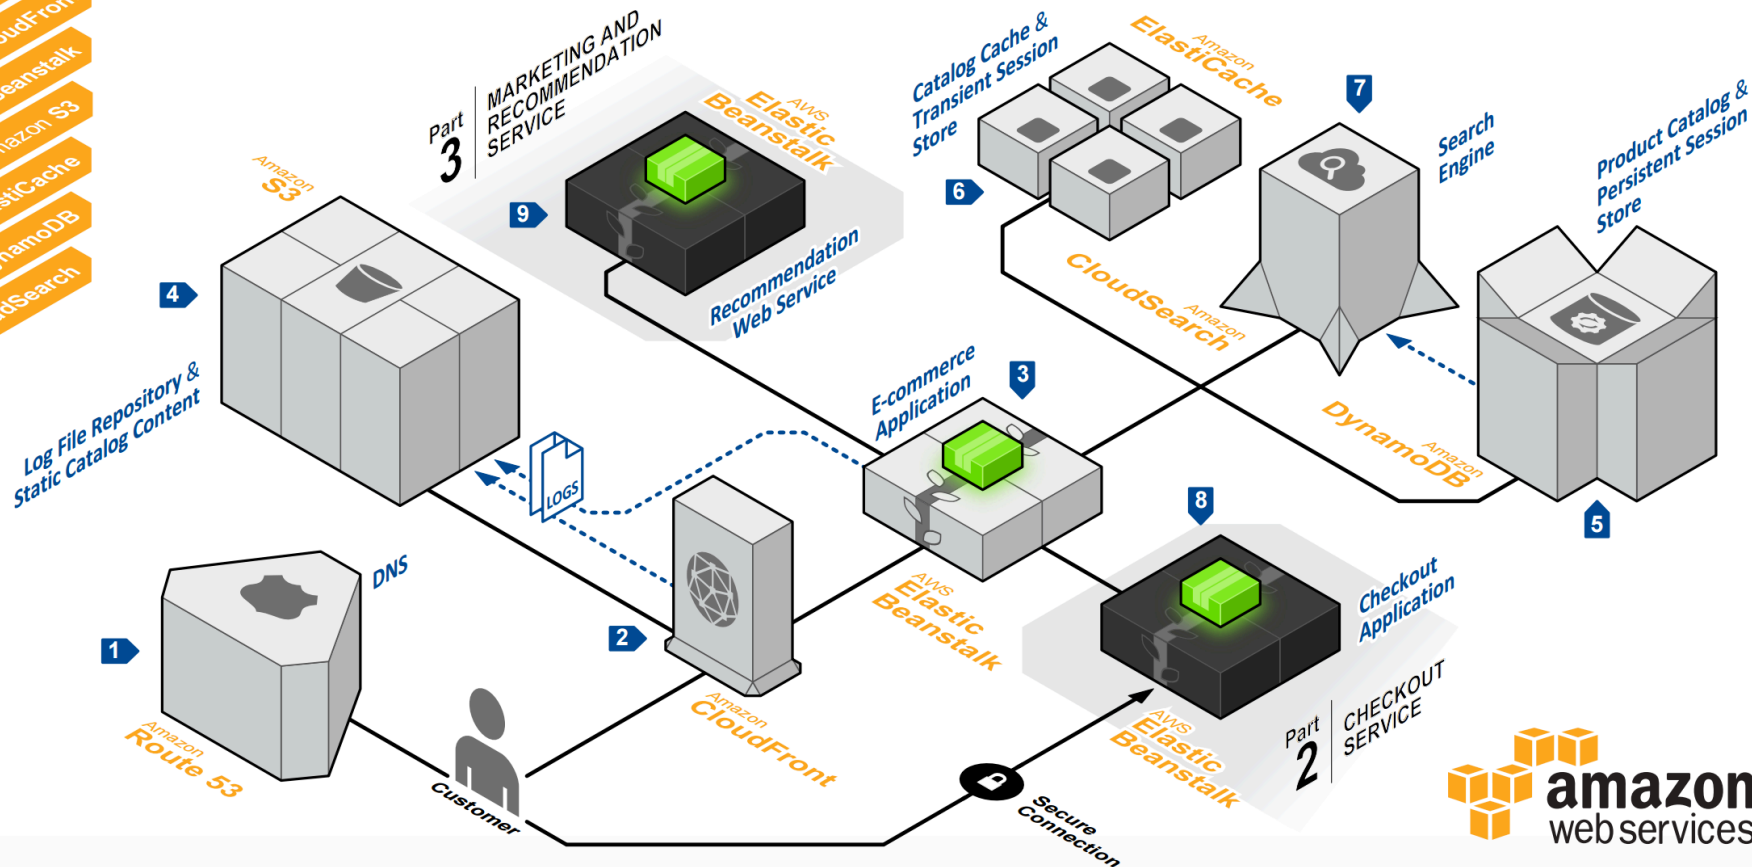 Beanstalk
Amazon S3
MARKETING AND
RECOMMENDATION
SERVICE
Part
3
AWS
Elastic
Beanstalk
9
Recommendation
Web Service
Catalog Cache &
Transient Session
Store
6
Amazon
ElastiCache
7
Search
Engine
Product Catalog &
Persistent Session
Store
Amazon
S3
4
Log File Repository &
Static Catalog Content
LOGS
Amazon
CloudSearch
E-commerce
Application
3
Amazon
DynamoDB
5
DNS
1
Amazon
Route 53
2
Amazon
CloudFront
AWS
Elastic
Beanstalk
8
Checkout
Application
AWS
Elastic
Beanstalk
Part
2
CHECKOUT
SERVICE
Customer
Secure
Connection
amazon
web services